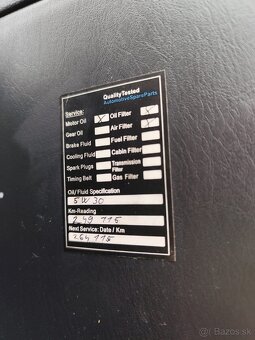 QualityTested
AutomotiveSpareParts
Service:
Motor Oil X Oil Filter X
Gear Oil Air Filter X
Brake Fluid Fuel Filter
Cooling Fluid Cabin Filter
Spark Plugs Transmission Filter
Timing Belt Gas Filter
Oil/ Fluid Specification
5W30
Km-Reading
249 115
Next Service: Date / Km
264 115
bazos.sk